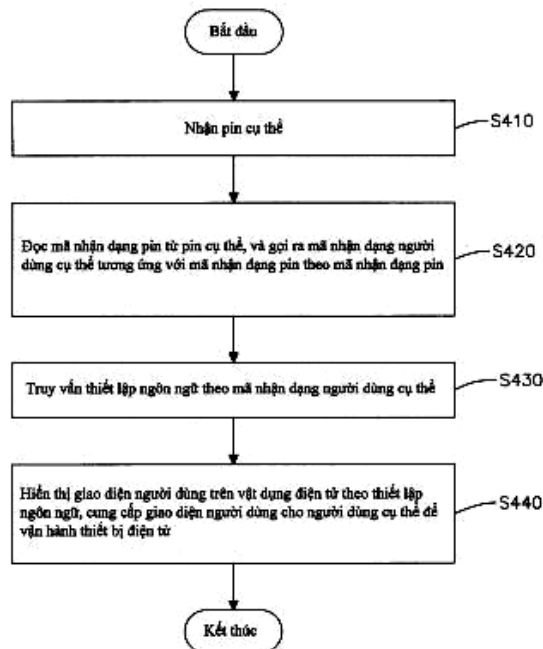 Bắt đầu
Nhận pin cụ thể
S410
Đọc mã nhận dạng pin từ pin cụ thể, và gọi ra mã nhận dạng người
dùng cụ thể tương ứng với mã nhận dạng pin theo mã nhận dạng pin
S420
Truy vấn thiết lập ngôn ngữ theo mã nhận dạng người dùng cụ thể
S430
Hiển thị giao diện người dùng trên vật dụng điện tử theo thiết lập
ngôn ngữ, cung cấp giao diện người dùng cho người dùng cụ thể để
vận hành thiết bị điện tử
S440
Kết thúc